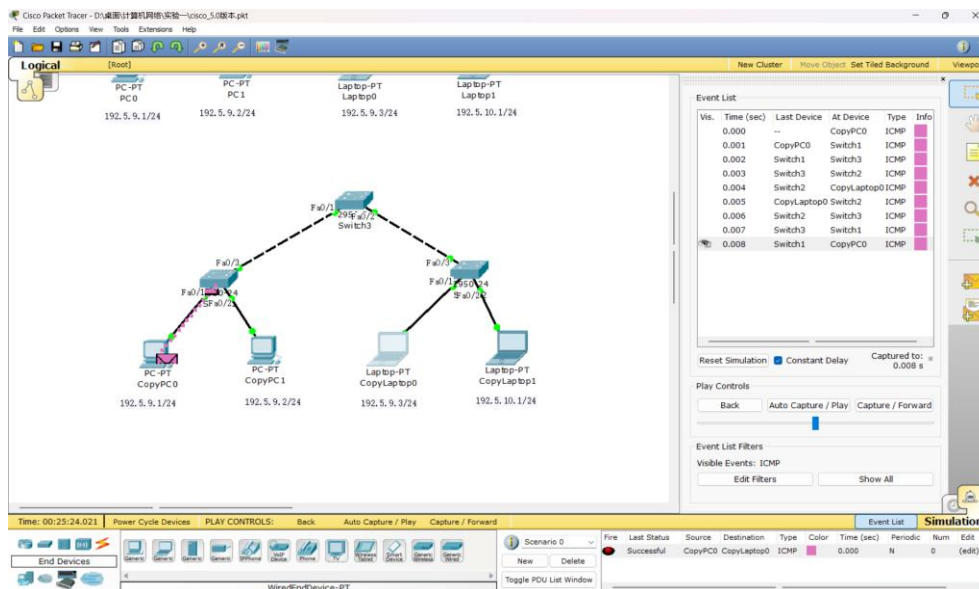 Cisco Packet Tracer - D:\桌面\计算机网络\实验一\cisco_5.0版本.pkt
File Edit Options View Tools Extensions Help
Logical [Root] New Cluster Move Object Set Tiled Background Viewpo
PC-PT PC-PT Laptop-PT Laptop-PT
PC0 PC1 Laptop0 Laptop1
192.5.9.1/24 192.5.9.2/24 192.5.9.3/24 192.5.10.1/24
Fa0/1 Fa0/2
Switch3
Fa0/3 Fa0/3
Fa0/1 Fa0/2 Fa0/1 Fa0/2
PC-PT PC-PT Laptop-PT Laptop-PT
CopyPC0 CopyPC1 CopyLaptop0 CopyLaptop1
192.5.9.1/24 192.5.9.2/24 192.5.9.3/24 192.5.10.1/24
Event List
Vis. Time (sec) Last Device At Device Type Info
0.000 -- CopyPC0 ICMP
0.001 CopyPC0 Switch1 ICMP
0.002 Switch1 Switch3 ICMP
0.003 Switch3 Switch2 ICMP
0.004 Switch2 CopyLaptop0 ICMP
0.005 CopyLaptop0 Switch2 ICMP
0.006 Switch2 Switch3 ICMP
0.007 Switch3 Switch1 ICMP
0.008 Switch1 CopyPC0 ICMP
Reset Simulation Constant Delay Captured to:
0.008 s
Play Controls
Back Auto Capture / Play Capture / Forward
Event List Filters
Visible Events: ICMP
Edit Filters Show All
Time: 00:25:24.021 Power Cycle Devices PLAY CONTROLS: Back Auto Capture / Play Capture / Forward Event List Simulation
Scenario 0 Fire Last Status Source Destination Type Color Time (sec) Periodic Num Edit
Successful CopyPC0 CopyLaptop0 ICMP 0.000 N 0 (edit)
End Devices New Delete
Toggle PDU List Window
WiredEndDevice-PT